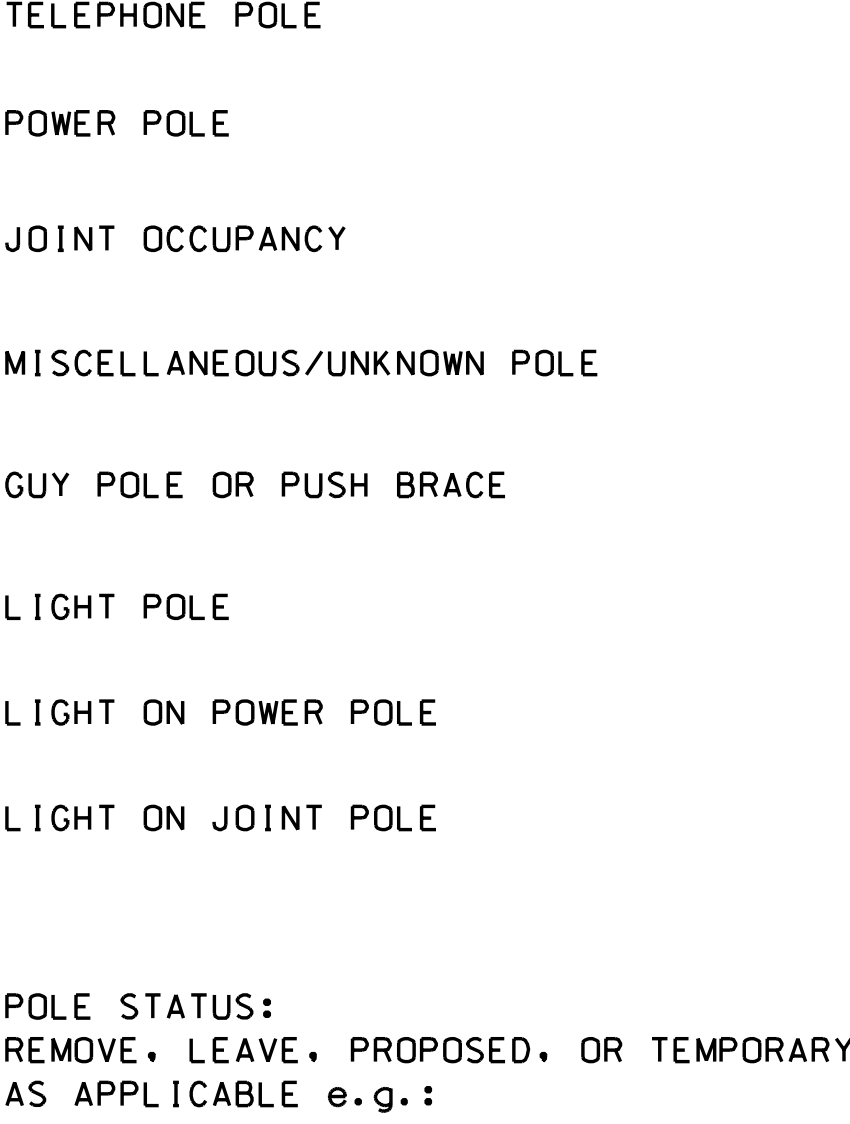 TELEPHONE POLE
POWER POLE
JOINT OCCUPANCY
MISCELLANEOUS/UNKNOWN POLE
GUY POLE OR PUSH BRACE
LIGHT POLE
LIGHT ON POWER POLE
LIGHT ON JOINT POLE
POLE STATUS:
REMOVE, LEAVE, PROPOSED, OR TEMPORARY
AS APPLICABLE e.g.: